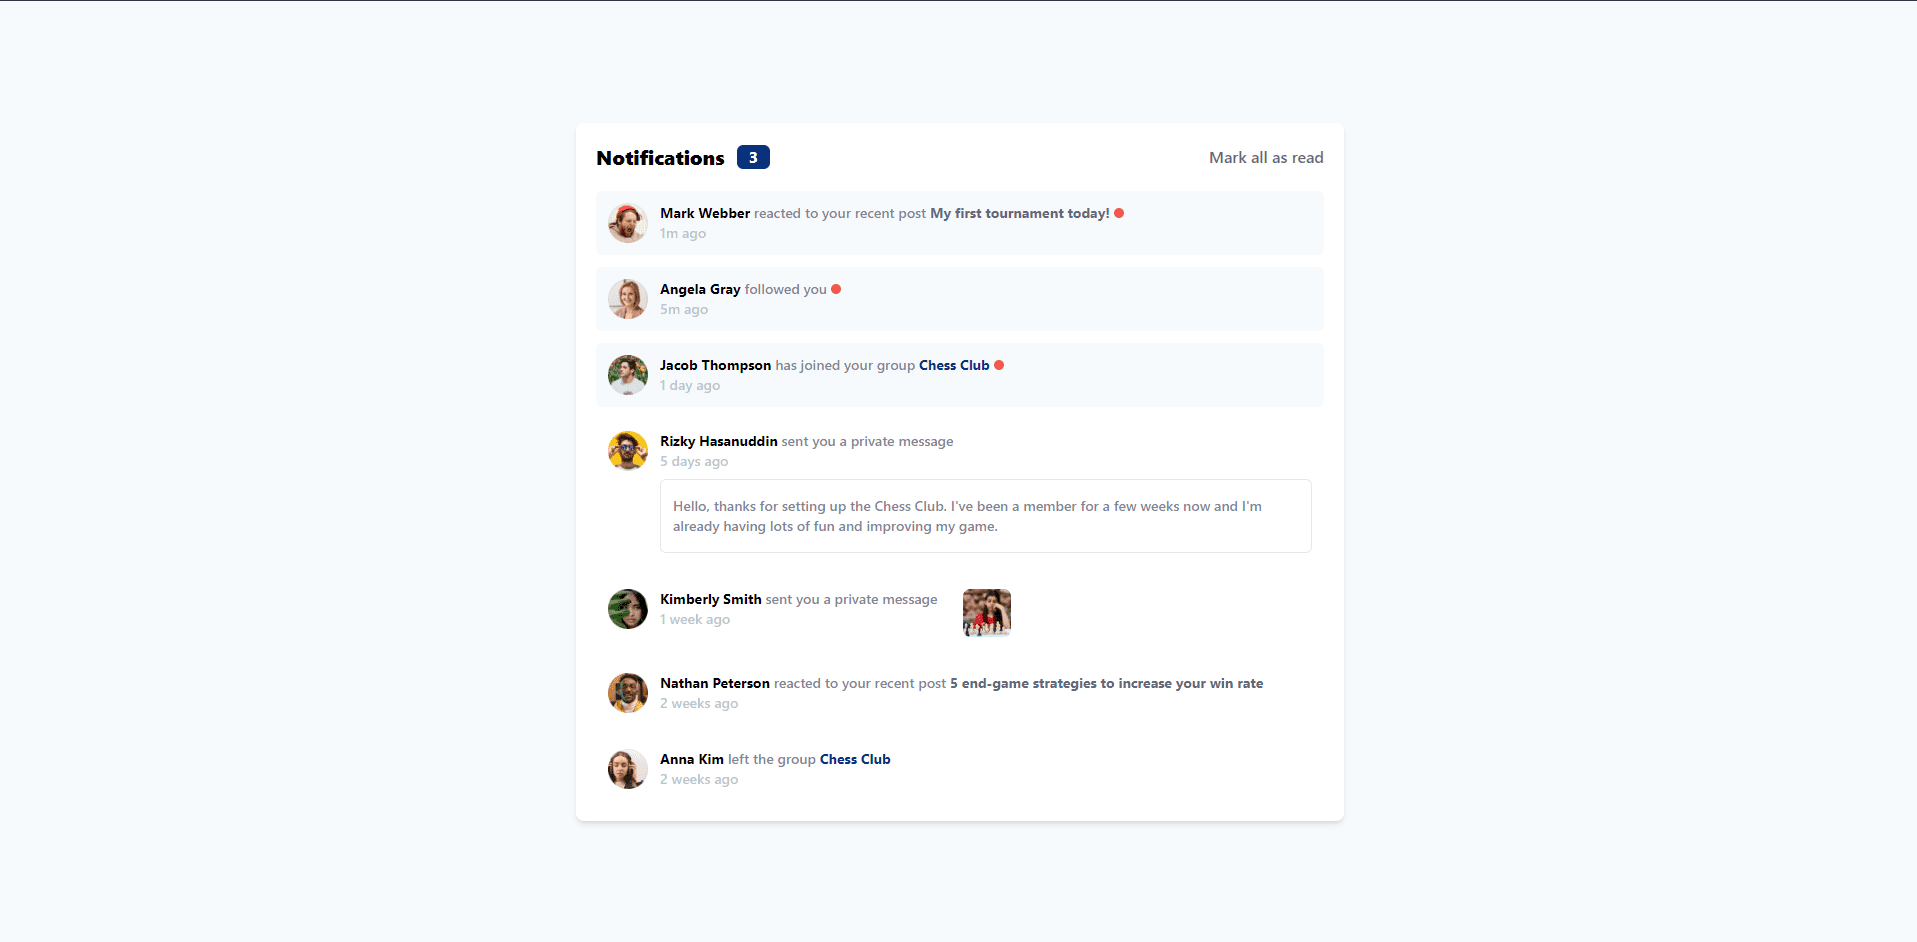 Notifications 3 Mark all as read
Mark Webber reacted to your recent post My first tournament today!
1m ago
Angela Gray followed you
5m ago
Jacob Thompson has joined your group Chess Club
1 day ago
Rizky Hasanuddin sent you a private message
5 days ago
Hello, thanks for setting up the Chess Club. I've been a member for a few weeks now and I'm
already having lots of fun and improving my game.
Kimberly Smith sent you a private message
1 week ago
Nathan Peterson reacted to your recent post 5 end-game strategies to increase your win rate
2 weeks ago
Anna Kim left the group Chess Club
2 weeks ago